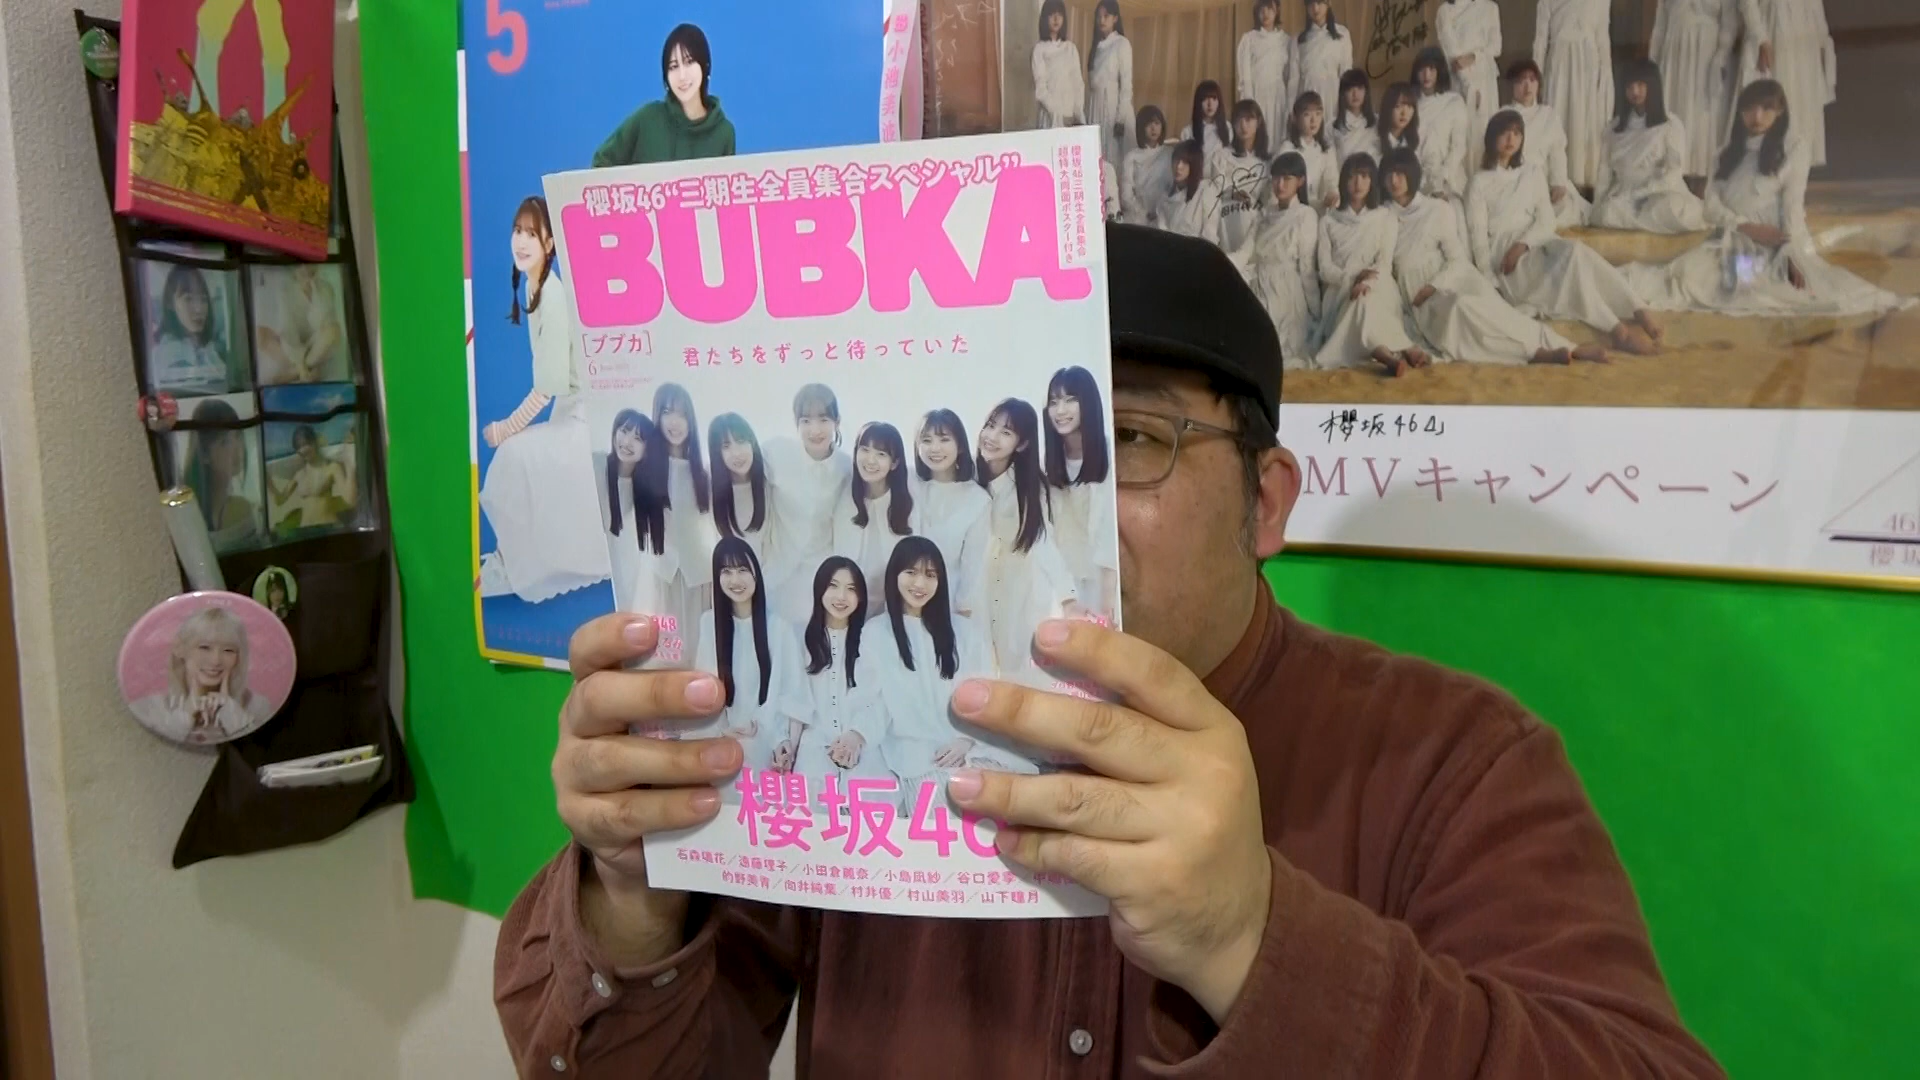 5
小池美波
櫻坂46“三期生全員集合スペシャル”
BUBKA
櫻坂46三期生全員集合
超特大両面ポスター付き
[ブブカ]
6
君たちをずっと待っていた
櫻坂46
石森璃花／遠藤理子／小田倉麗奈／小島凪紗／谷口愛季
的野美青／向井純葉／村井優／村山美羽／山下瞳月
櫻坂46
MVキャンペーン
46